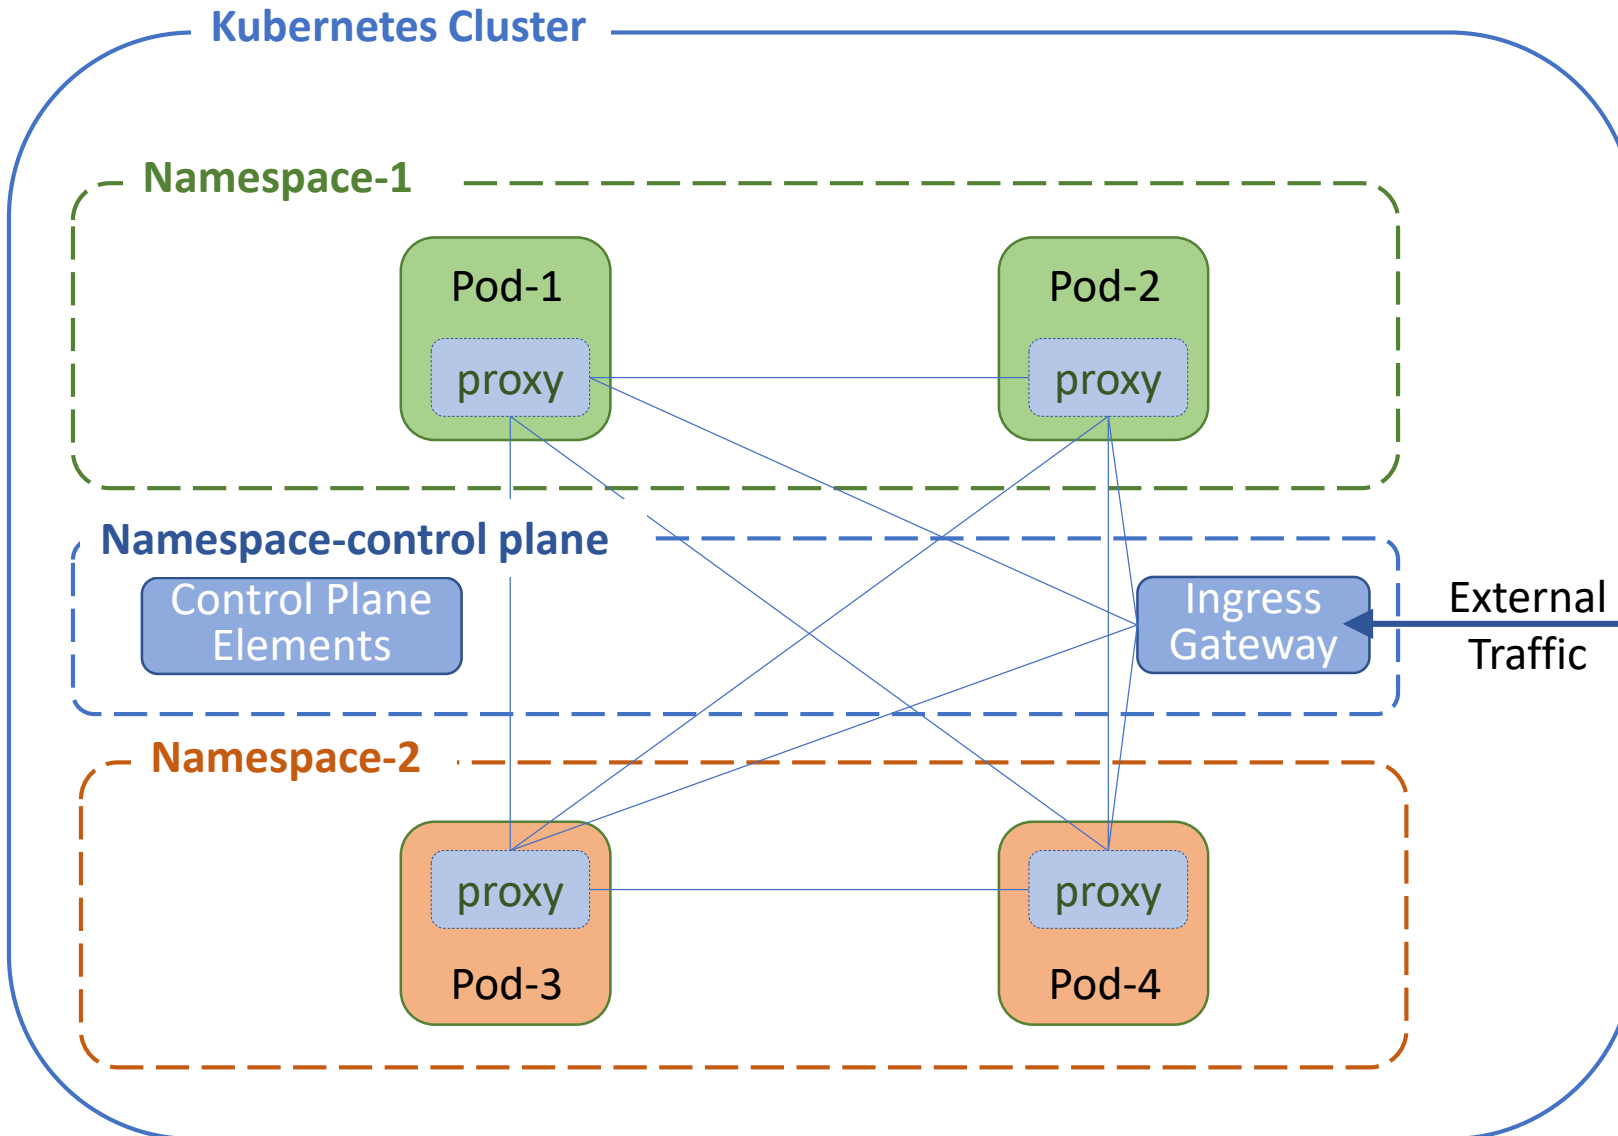 Kubernetes Cluster
Namespace-1
Pod-1
Pod-2
proxy
proxy
Namespace-control plane
Control Plane
Elements
Ingress
Gateway
External
Traffic
Namespace-2
proxy
proxy
Pod-3
Pod-4